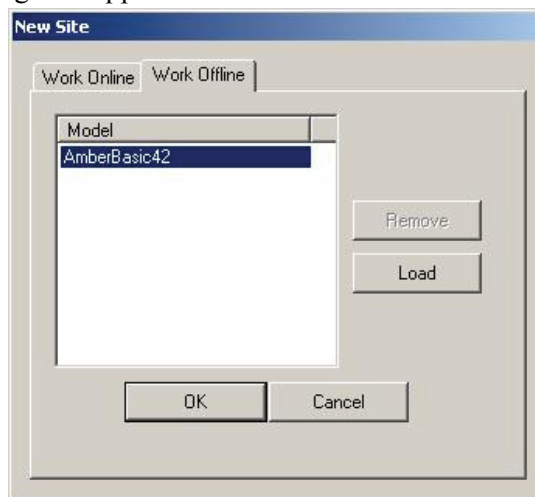 New Site
Work Online Work Offline
Model
AmberBasic42
Remove
Load
OK Cancel